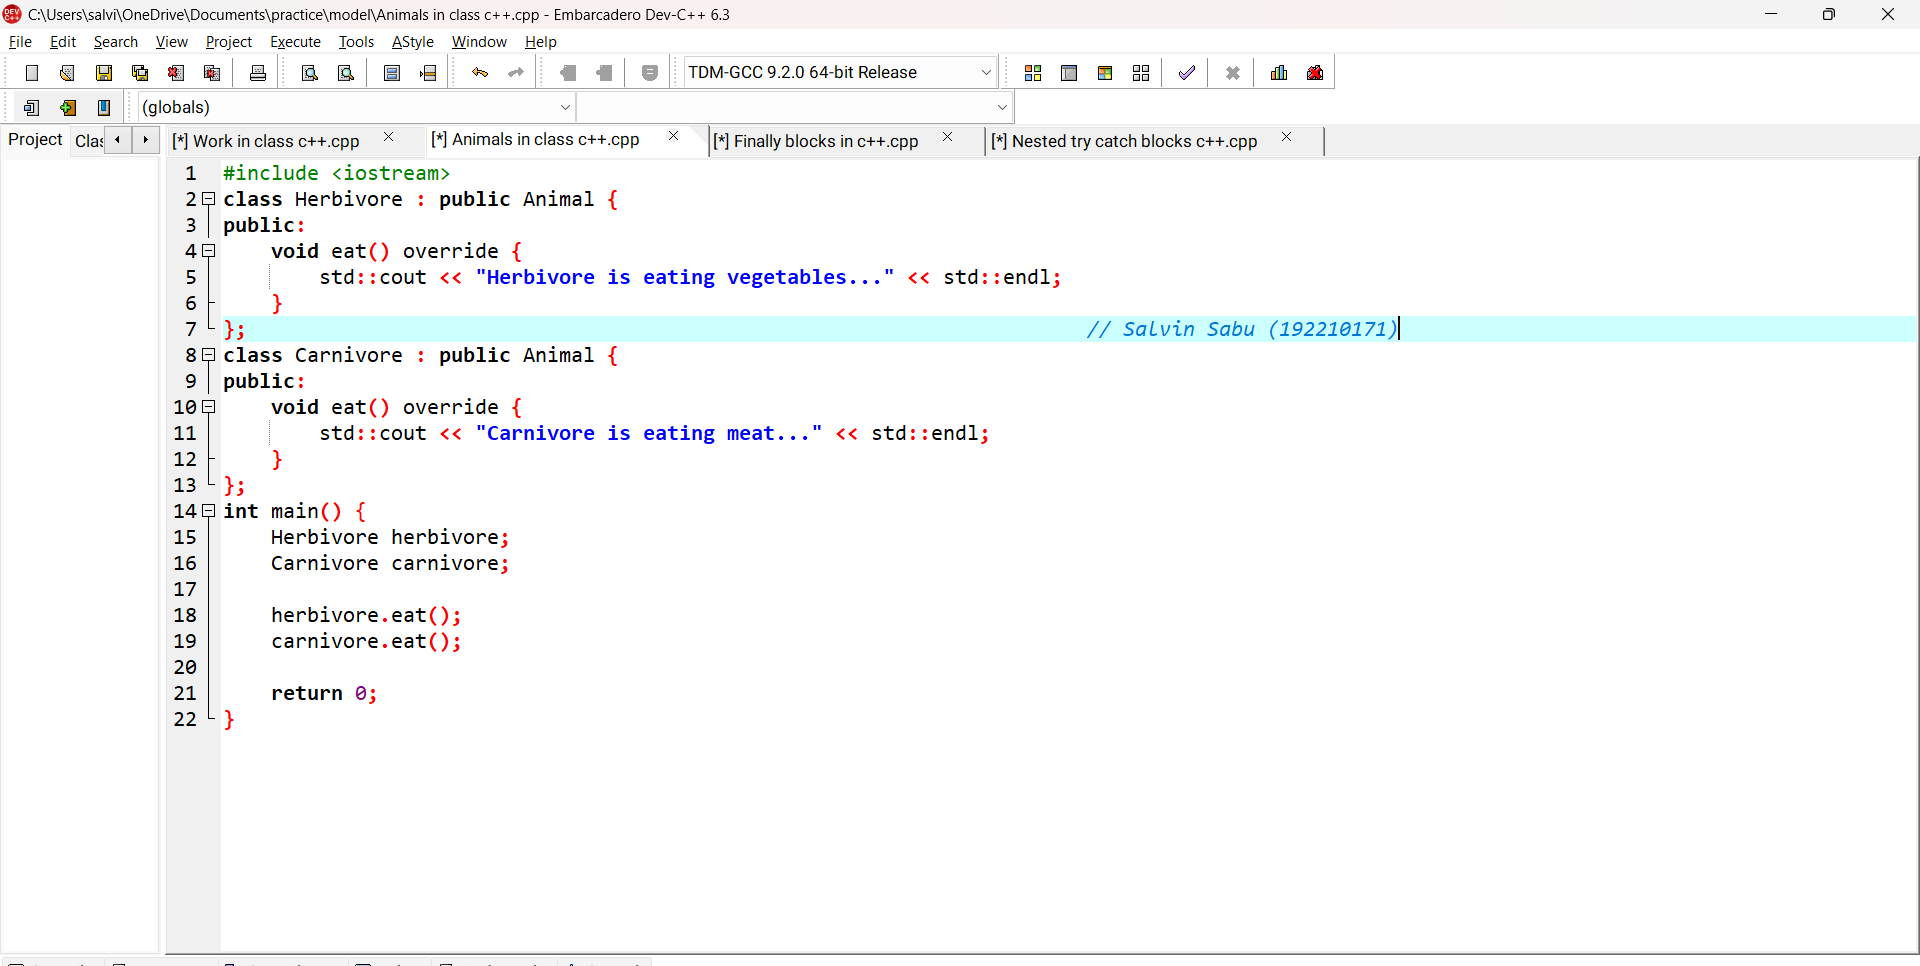 C:\Users\salvi\OneDrive\Documents\practice\model\Animals in class c++.cpp - Embarcadero Dev-C++ 6.3
File Edit Search View Project Execute Tools AStyle Window Help
TDM-GCC 9.2.0 64-bit Release
(globals)
Project Clas [*] Work in class c++.cpp [*] Animals in class c++.cpp [*] Finally blocks in c++.cpp [*] Nested try catch blocks c++.cpp
1 #include <iostream>
2 class Herbivore : public Animal {
3 public:
4     void eat() override {
5         std::cout << "Herbivore is eating vegetables..." << std::endl;
6     }
7 }; // Salvin Sabu (192210171)
8 class Carnivore : public Animal {
9 public:
10     void eat() override {
11         std::cout << "Carnivore is eating meat..." << std::endl;
12     }
13 };
14 int main() {
15     Herbivore herbivore;
16     Carnivore carnivore;
17
18     herbivore.eat();
19     carnivore.eat();
20
21     return 0;
22 }